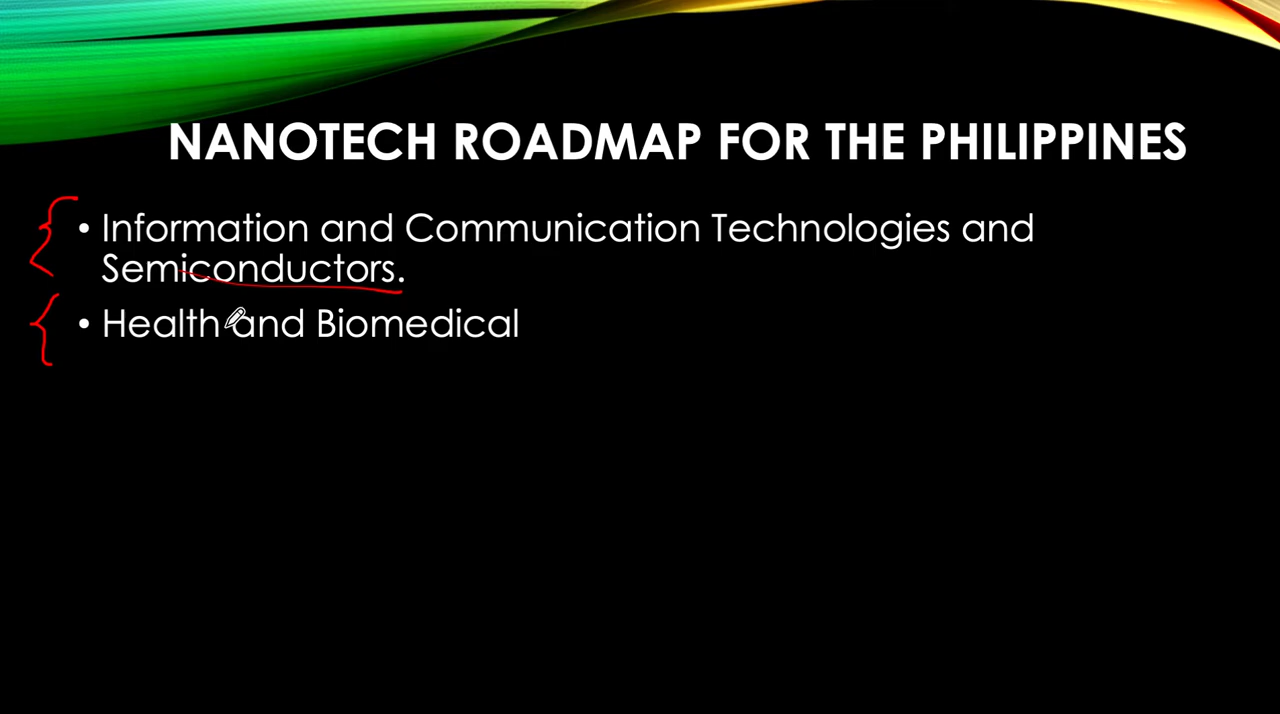 NANOTECH ROADMAP FOR THE PHILIPPINES
• Information and Communication Technologies and
Semiconductors.
• Health and Biomedical